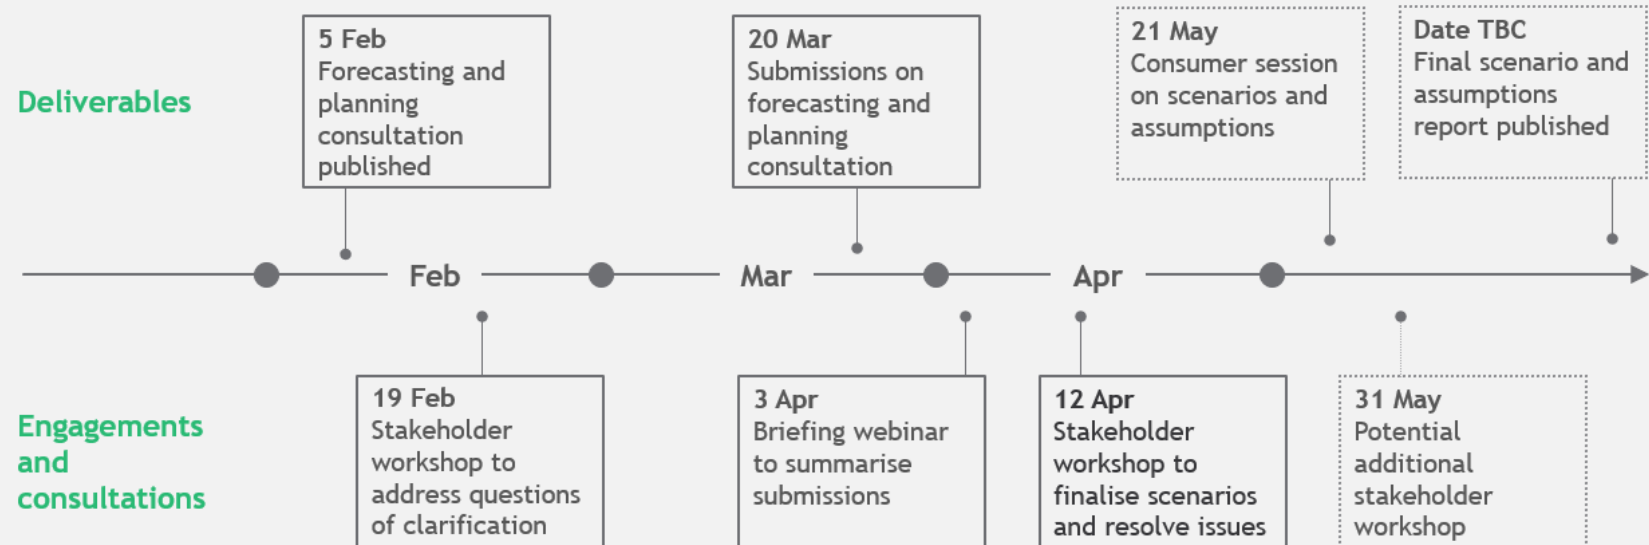 Deliverables
5 Feb
Forecasting and
planning
consultation
published
20 Mar
Submissions on
forecasting and
planning
consultation
21 May
Consumer session
on scenarios and
assumptions
Date TBC
Final scenario and
assumptions
report published
Feb
Mar
Apr
Engagements
and
consultations
19 Feb
Stakeholder
workshop to
address questions
of clarification
3 Apr
Briefing webinar
to summarise
submissions
12 Apr
Stakeholder
workshop to
finalise scenarios
and resolve issues
31 May
Potential
additional
stakeholder
workshop